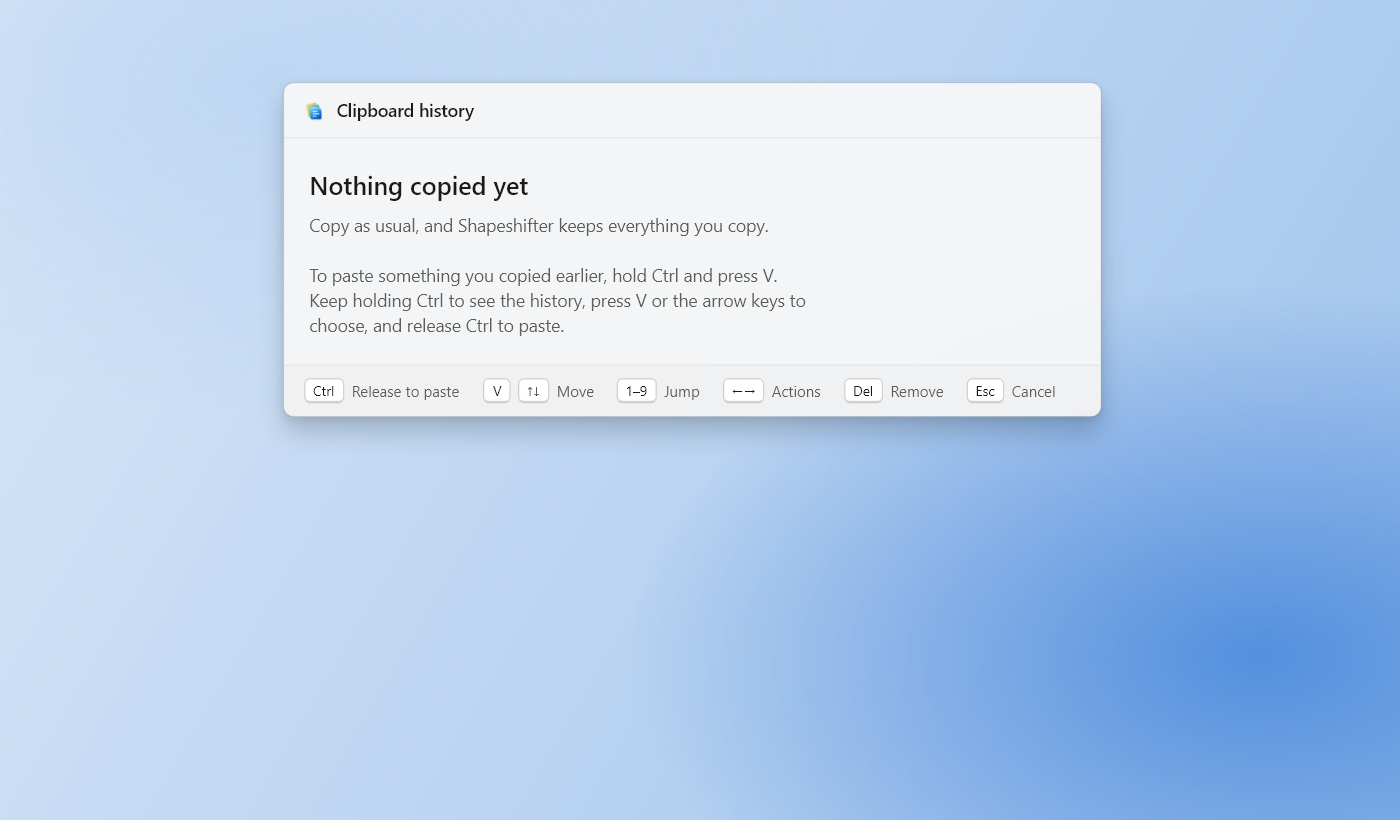 Clipboard history
Nothing copied yet
Copy as usual, and Shapeshifter keeps everything you copy.
To paste something you copied earlier, hold Ctrl and press V.
Keep holding Ctrl to see the history, press V or the arrow keys to
choose, and release Ctrl to paste.
Ctrl Release to paste V ↑↓ Move 1–9 Jump ←→ Actions Del Remove Esc Cancel